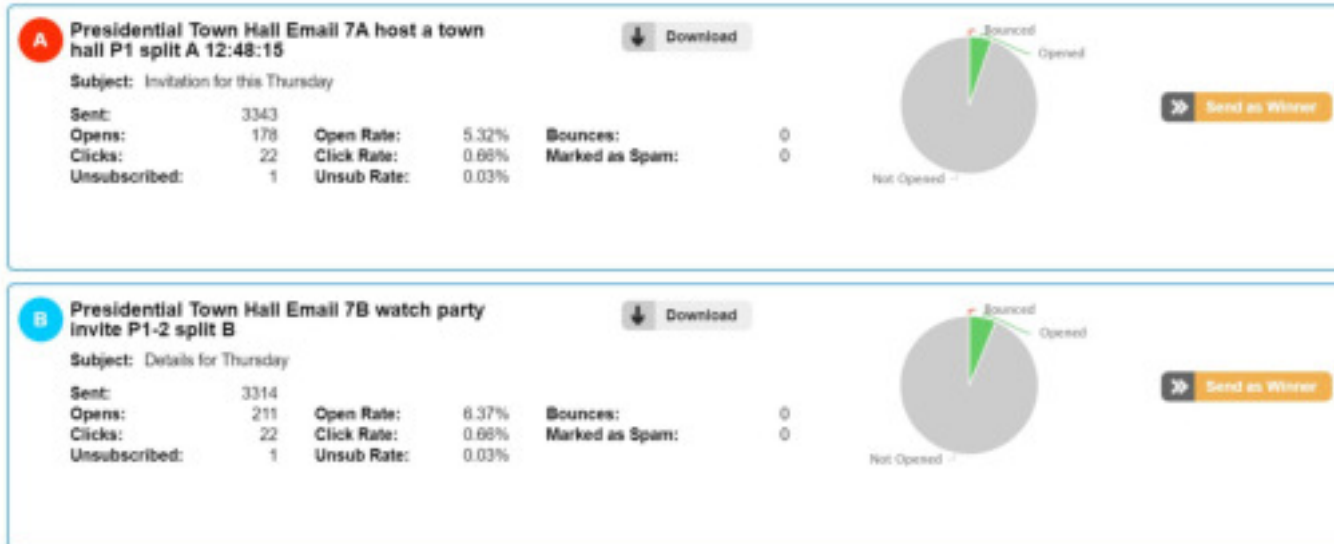 A
Presidential Town Hall Email 7A host a town
hall P1 split A 12:48:15
Download
Subject: Invitation for this Thursday
Sent: 3343
Opens: 178 Open Rate: 5.32% Bounces: 0
Clicks: 22 Click Rate: 0.66% Marked as Spam: 0
Unsubscribed: 1 Unsub Rate: 0.03%
Bounced
Opened
Not Opened
Send as Winner
B
Presidential Town Hall Email 7B watch party
invite P1-2 split B
Download
Subject: Details for Thursday
Sent: 3314
Opens: 211 Open Rate: 6.37% Bounces: 0
Clicks: 22 Click Rate: 0.66% Marked as Spam: 0
Unsubscribed: 1 Unsub Rate: 0.03%
Bounced
Opened
Not Opened
Send as Winner